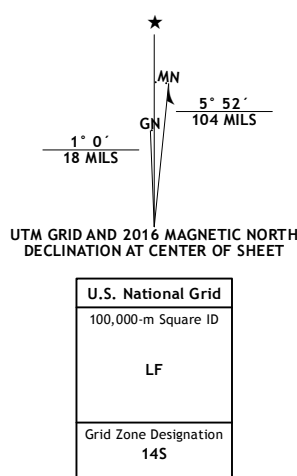 ★
MN
GN
5° 52´
104 MILS
1° 0´
18 MILS
UTM GRID AND 2016 MAGNETIC NORTH
DECLINATION AT CENTER OF SHEET
U.S. National Grid
100,000-m Square ID
LF
Grid Zone Designation
14S